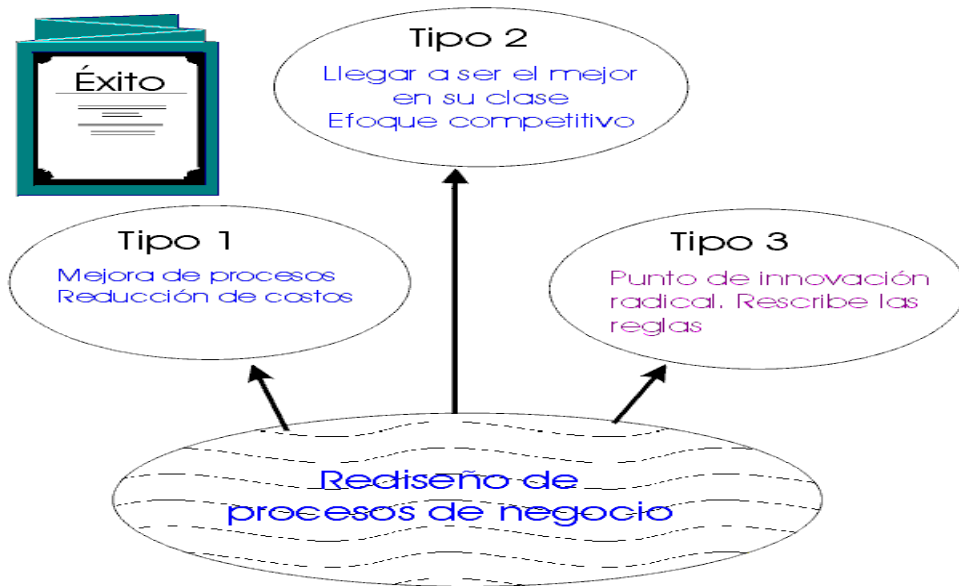 Éxito
Tipo 2
Llegar a ser el mejor
en su clase
Efoque competitivo
Tipo 1
Mejora de procesos
Reducción de costos
Tipo 3
Punto de innovación
radical. Rescribe las
reglas
Rediseño de
procesos de negocio